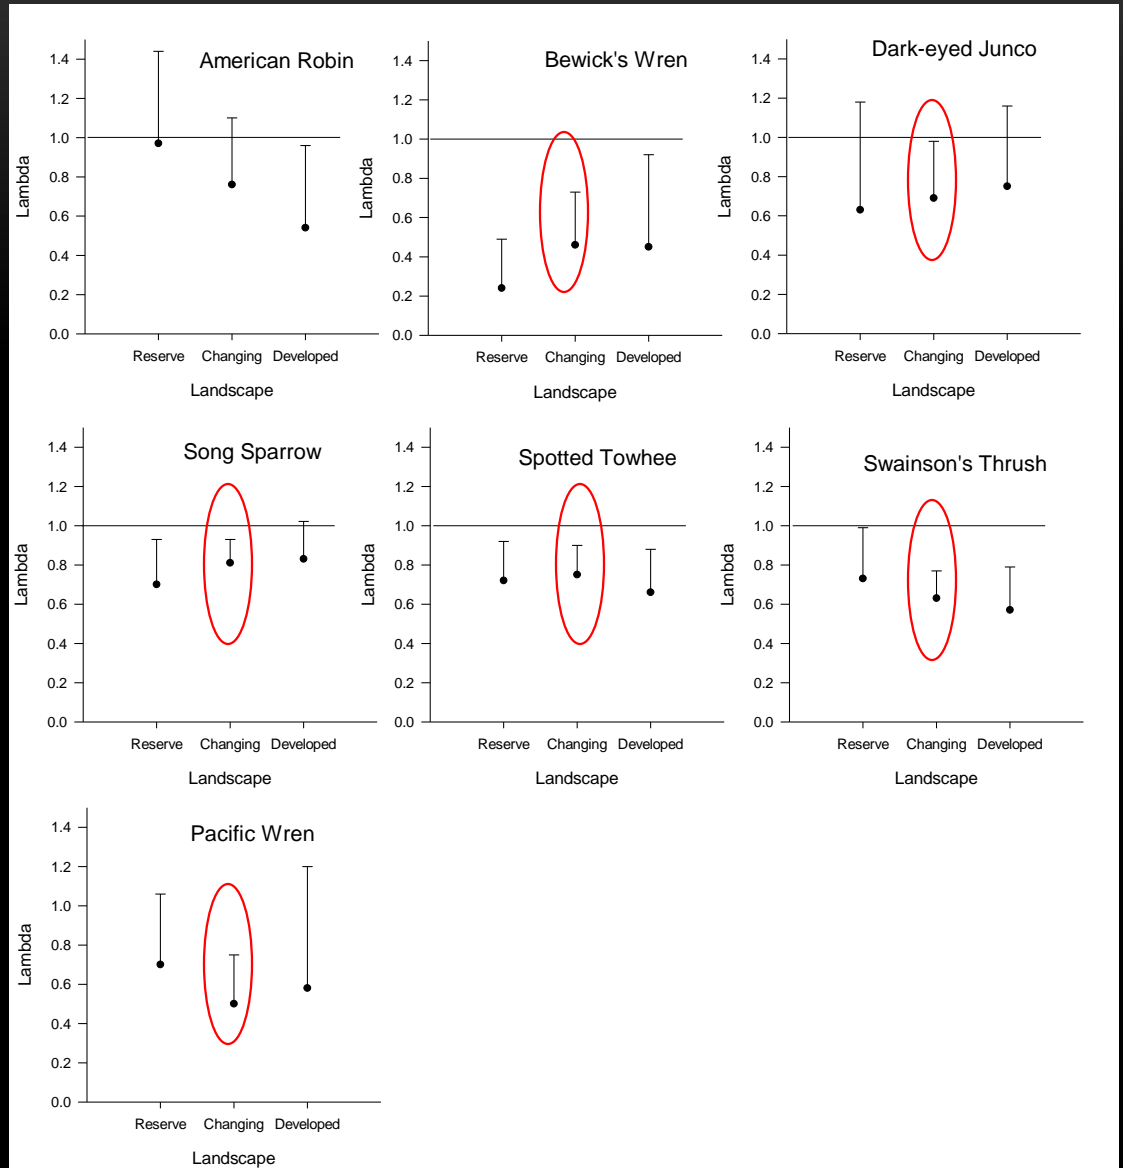 American Robin
1.4
1.2
1.0
0.8
0.6
0.4
0.2
0.0
Lambda
Reserve Changing Developed
Landscape
Bewick's Wren
1.4
1.2
1.0
0.8
0.6
0.4
0.2
0.0
Lambda
Reserve Changing Developed
Landscape
Dark-eyed Junco
1.4
1.2
1.0
0.8
0.6
0.4
0.2
0.0
Lambda
Reserve Changing Developed
Landscape
Song Sparrow
1.4
1.2
1.0
0.8
0.6
0.4
0.2
0.0
Lambda
Reserve Changing Developed
Landscape
Spotted Towhee
1.4
1.2
1.0
0.8
0.6
0.4
0.2
0.0
Lambda
Reserve Changing Developed
Landscape
Swainson's Thrush
1.4
1.2
1.0
0.8
0.6
0.4
0.2
0.0
Lambda
Reserve Changing Developed
Landscape
Pacific Wren
1.4
1.2
1.0
0.8
0.6
0.4
0.2
0.0
Lambda
Reserve Changing Developed
Landscape